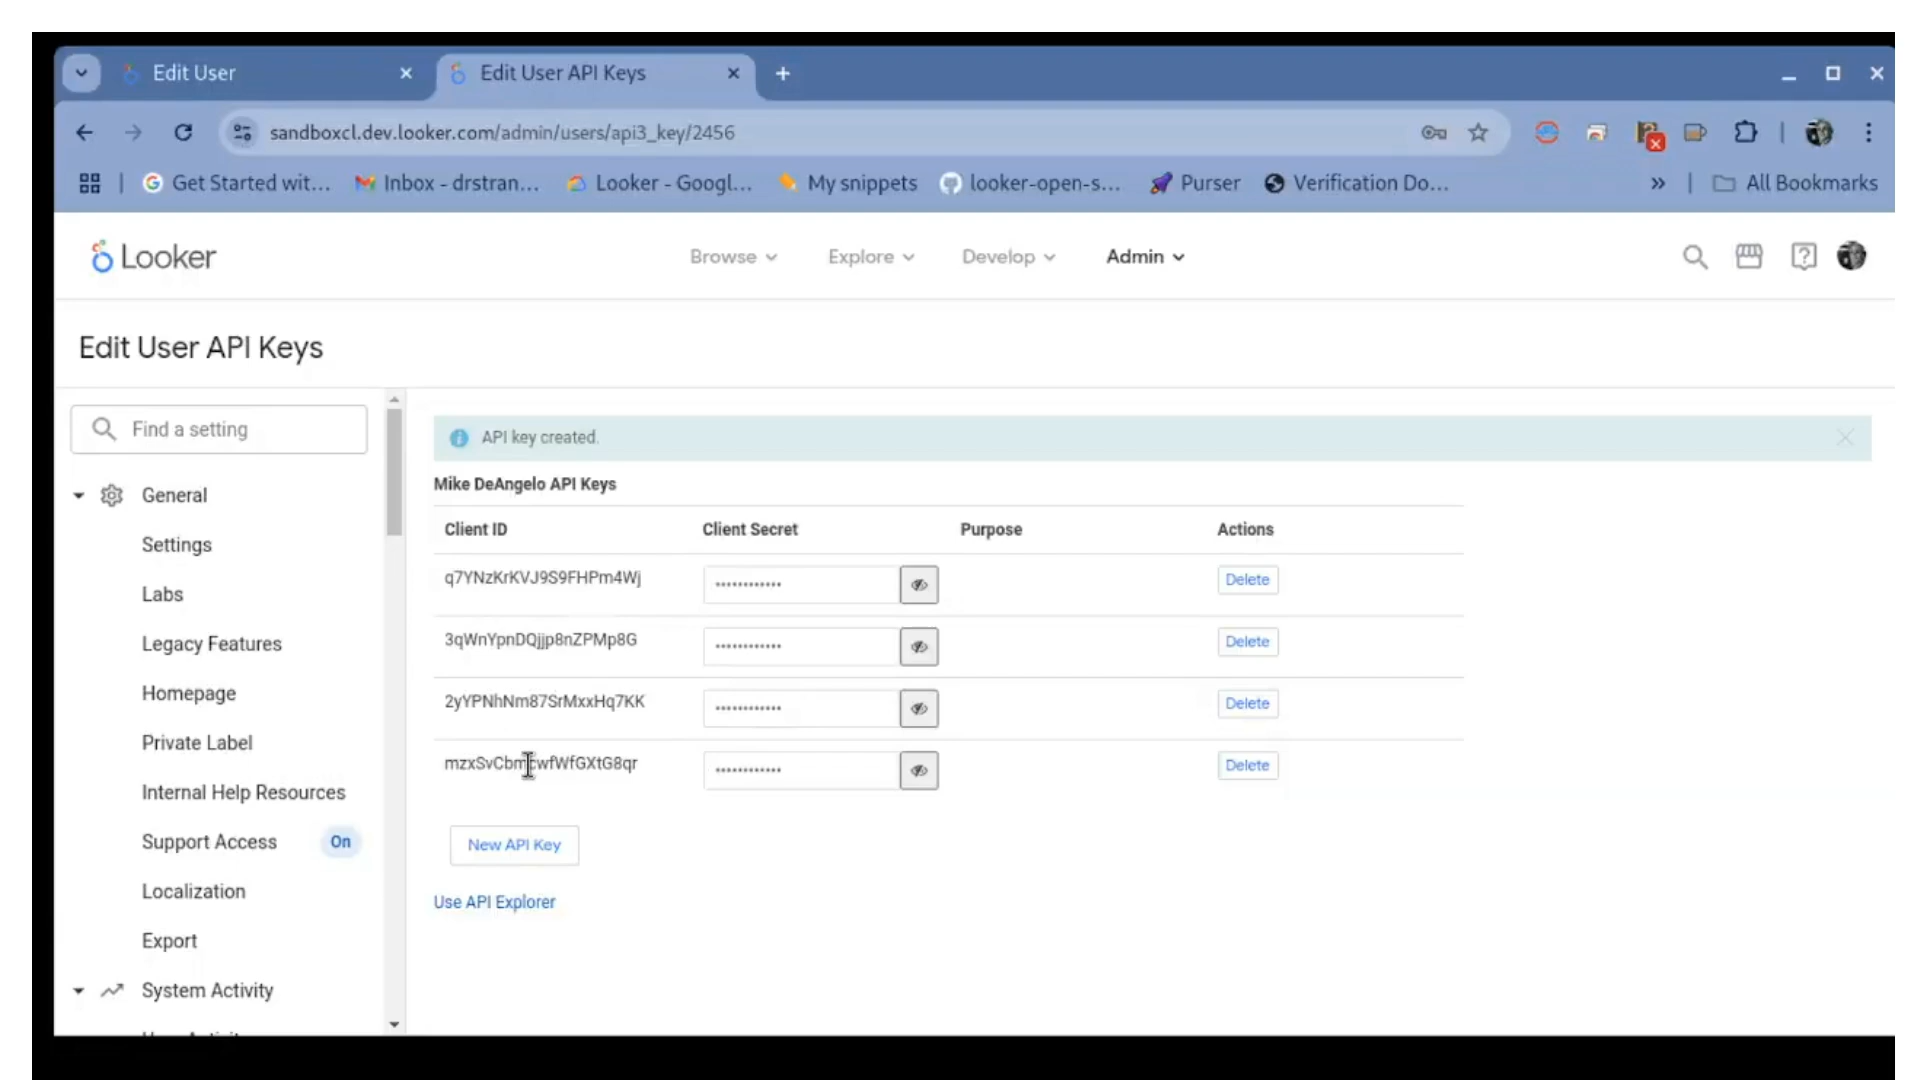 Edit User
Edit User API Keys
sandboxcl.dev.looker.com/admin/users/api3_key/2456
Get Started wit...
Inbox - drstran...
Looker - Googl...
My snippets
looker-open-s...
Purser
Verification Do...
»
All Bookmarks
Looker
Browse
Explore
Develop
Admin
Edit User API Keys
Find a setting
General
Settings
Labs
Legacy Features
Homepage
Private Label
Internal Help Resources
Support Access
On
Localization
Export
System Activity
API key created.
Mike DeAngelo API Keys
Client ID Client Secret Purpose Actions
q7YNzKrKVJ9S9FHPm4Wj ············ Delete
3qWnYpnDQjjp8nZPMp8G ············ Delete
2yYPNhNm87SrMxxHq7KK ············ Delete
············ Delete
New API Key
Use API Explorer